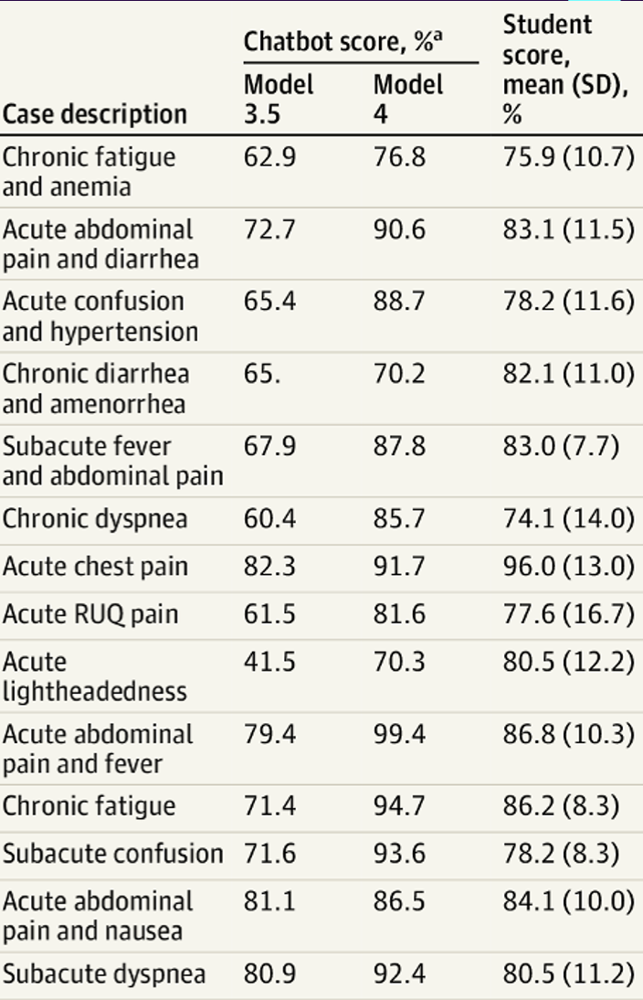 Case description
Chatbot score, %ᵃ
Model 3.5
Model 4
Student score, mean (SD), %
Chronic fatigue and anemia 62.9 76.8 75.9 (10.7)
Acute abdominal pain and diarrhea 72.7 90.6 83.1 (11.5)
Acute confusion and hypertension 65.4 88.7 78.2 (11.6)
Chronic diarrhea and amenorrhea 65. 70.2 82.1 (11.0)
Subacute fever and abdominal pain 67.9 87.8 83.0 (7.7)
Chronic dyspnea 60.4 85.7 74.1 (14.0)
Acute chest pain 82.3 91.7 96.0 (13.0)
Acute RUQ pain 61.5 81.6 77.6 (16.7)
Acute lightheadedness 41.5 70.3 80.5 (12.2)
Acute abdominal pain and fever 79.4 99.4 86.8 (10.3)
Chronic fatigue 71.4 94.7 86.2 (8.3)
Subacute confusion 71.6 93.6 78.2 (8.3)
Acute abdominal pain and nausea 81.1 86.5 84.1 (10.0)
Subacute dyspnea 80.9 92.4 80.5 (11.2)